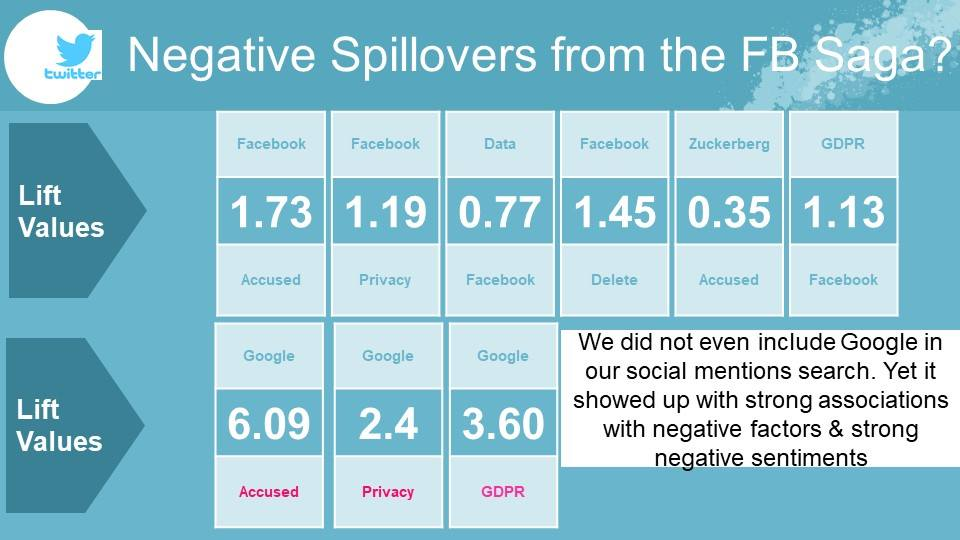 twitter
Negative Spillovers from the FB Saga?
Lift
Values
Facebook Facebook Data Facebook Zuckerberg GDPR
1.73 1.19 0.77 1.45 0.35 1.13
Accused Privacy Facebook Delete Accused Facebook
Lift
Values
Google Google Google
6.09 2.4 3.60
Accused Privacy GDPR
We did not even include Google in
our social mentions search. Yet it
showed up with strong associations
with negative factors & strong
negative sentiments